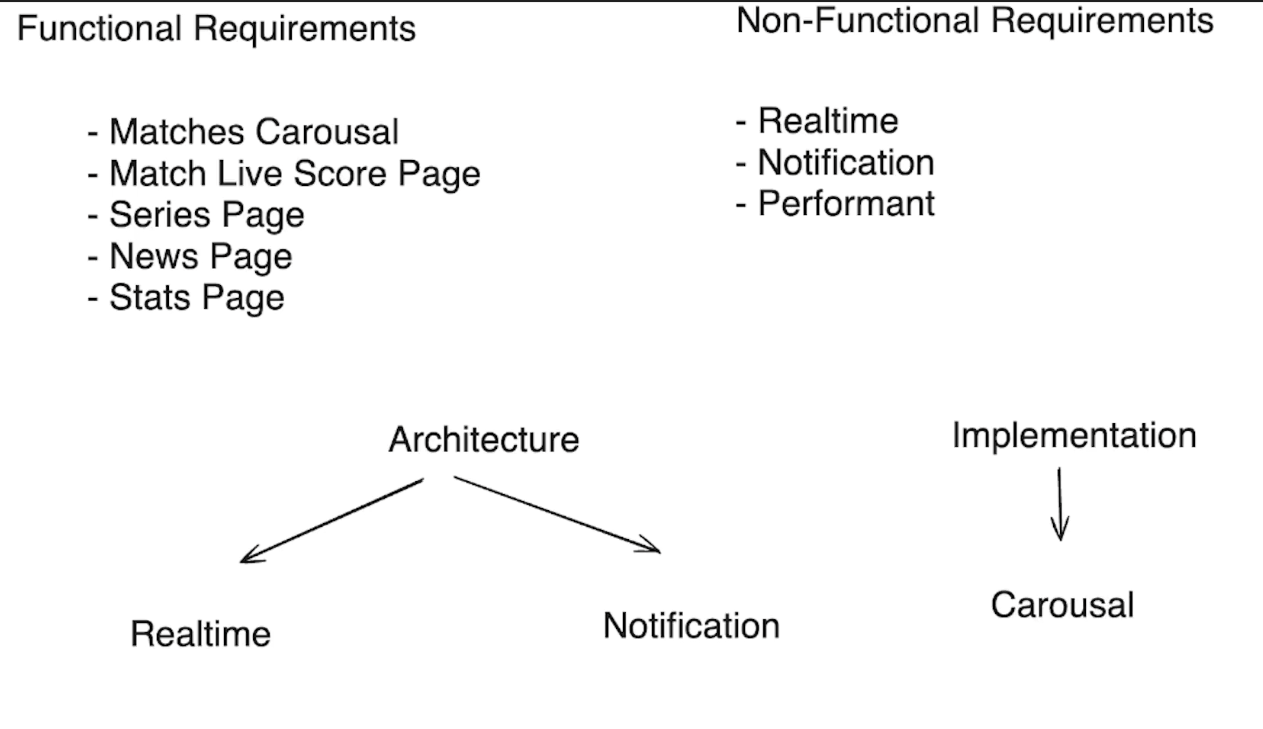 Functional Requirements
- Matches Carousal
- Match Live Score Page
- Series Page
- News Page
- Stats Page
Non-Functional Requirements
- Realtime
- Notification
- Performant
Architecture
Realtime
Notification
Implementation
Carousal